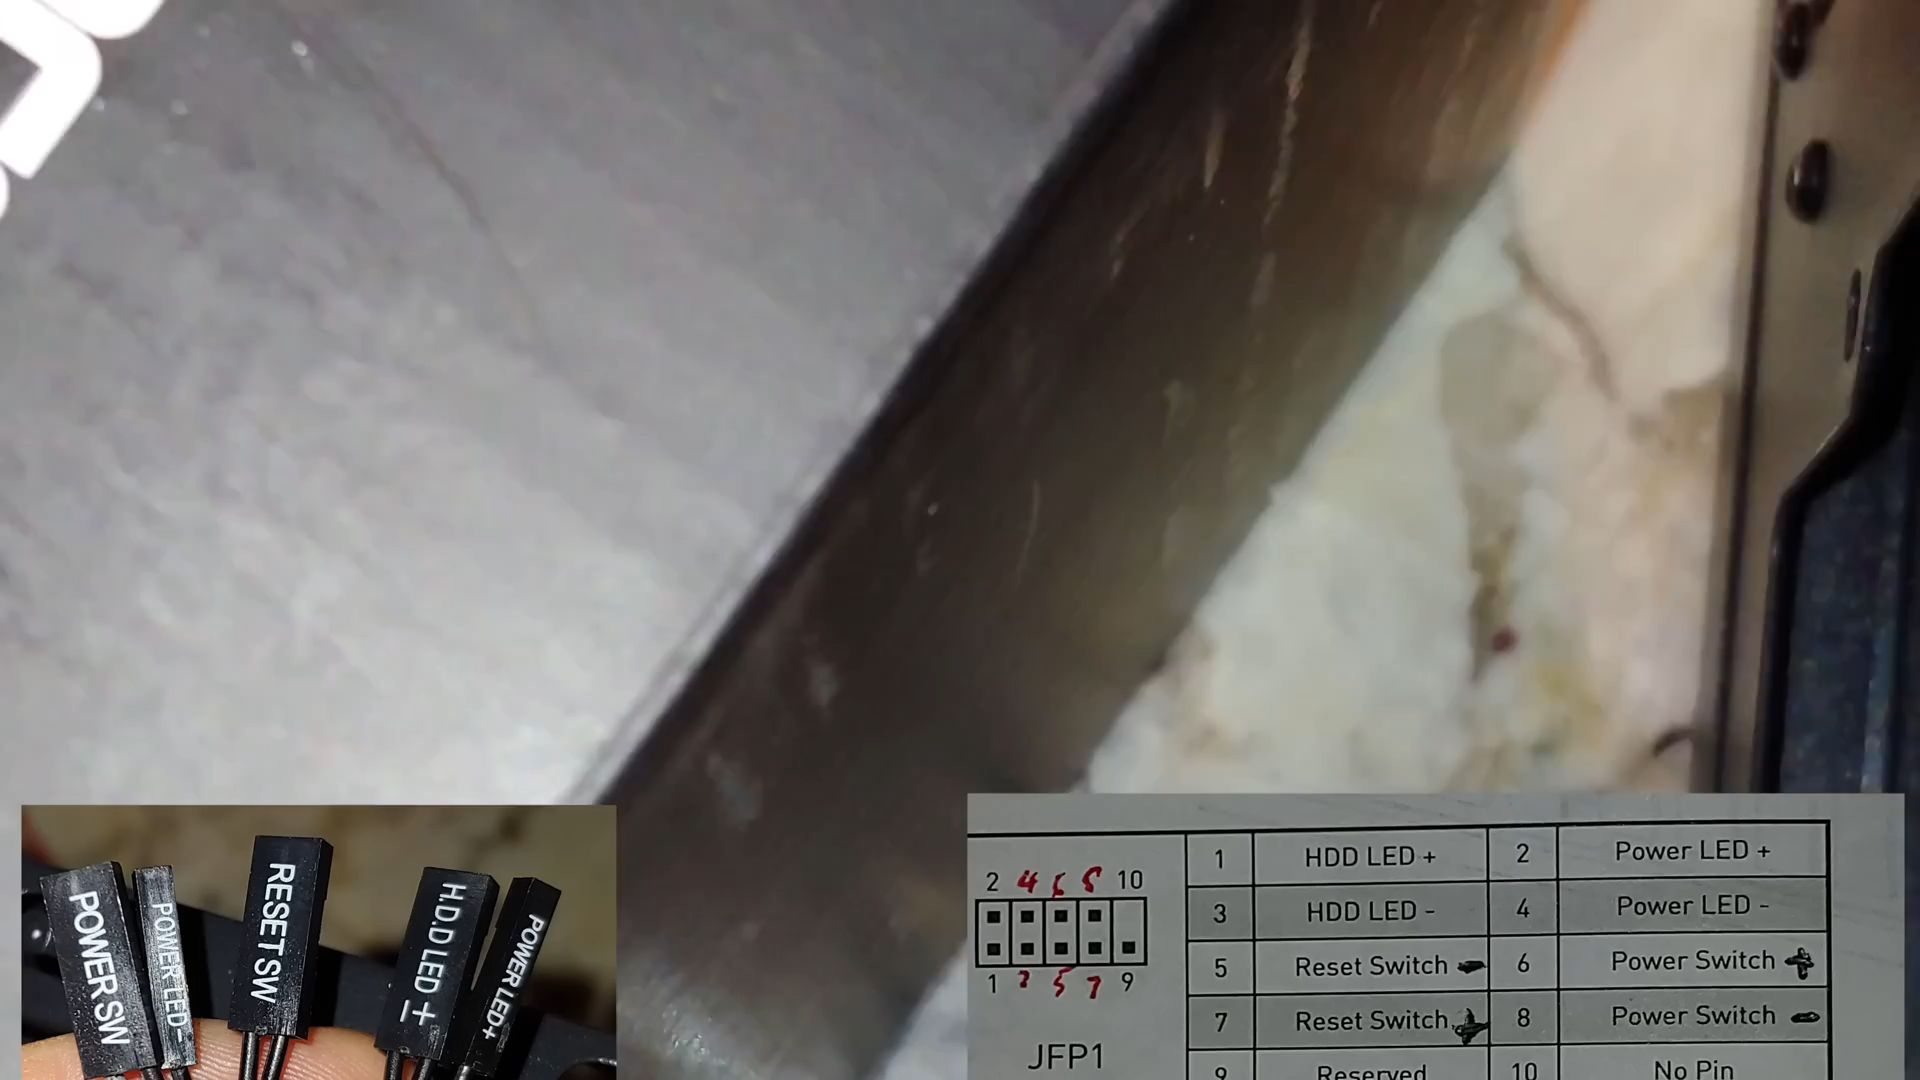 POWER SW
POWER LED-
RESET SW
H.D.D LED
- +
POWER LED+
2 4 6 8 10
1 3 5 7 9
JFP1
1 HDD LED + 2 Power LED +
3 HDD LED - 4 Power LED -
5 Reset Switch - 6 Power Switch +
7 Reset Switch + 8 Power Switch -
9 Reserved 10 No Pin